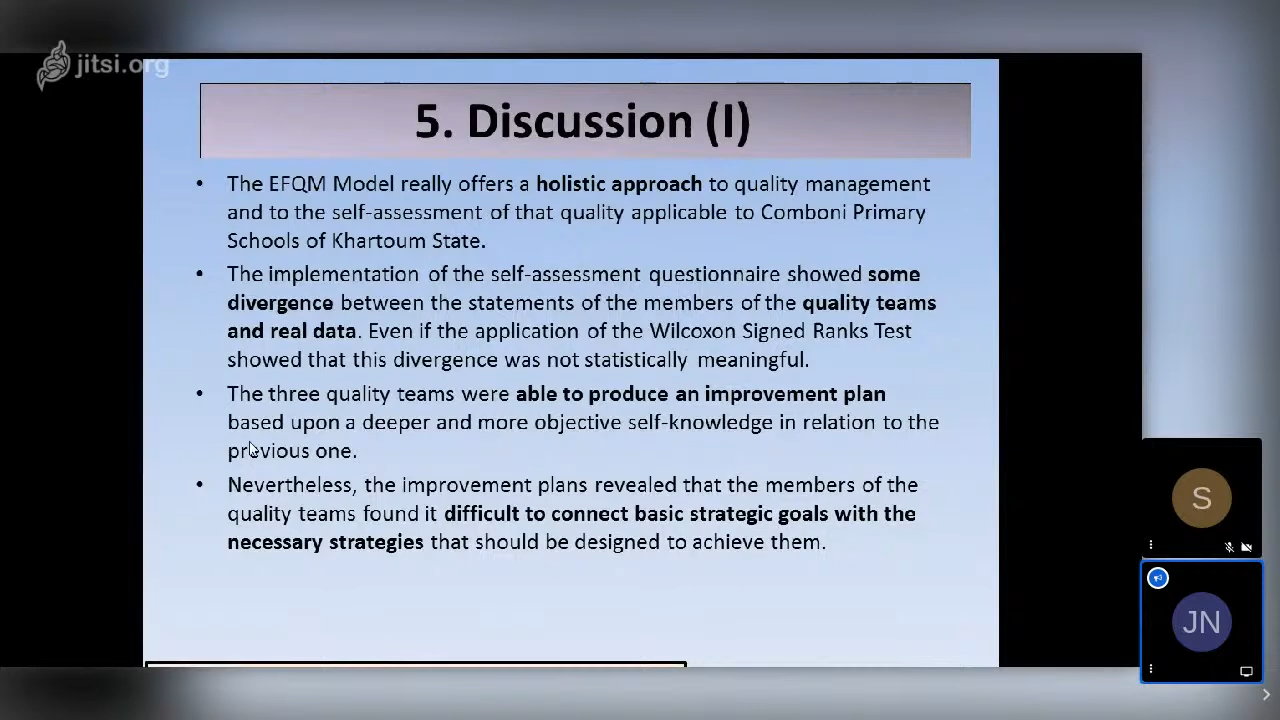 jitsi.org
5. Discussion (I)
• The EFQM Model really offers a holistic approach to quality management
and to the self-assessment of that quality applicable to Comboni Primary
Schools of Khartoum State.
• The implementation of the self-assessment questionnaire showed some
divergence between the statements of the members of the quality teams
and real data. Even if the application of the Wilcoxon Signed Ranks Test
showed that this divergence was not statistically meaningful.
• The three quality teams were able to produce an improvement plan
based upon a deeper and more objective self-knowledge in relation to the
previous one.
• Nevertheless, the improvement plans revealed that the members of the
quality teams found it difficult to connect basic strategic goals with the
necessary strategies that should be designed to achieve them.
S
JN